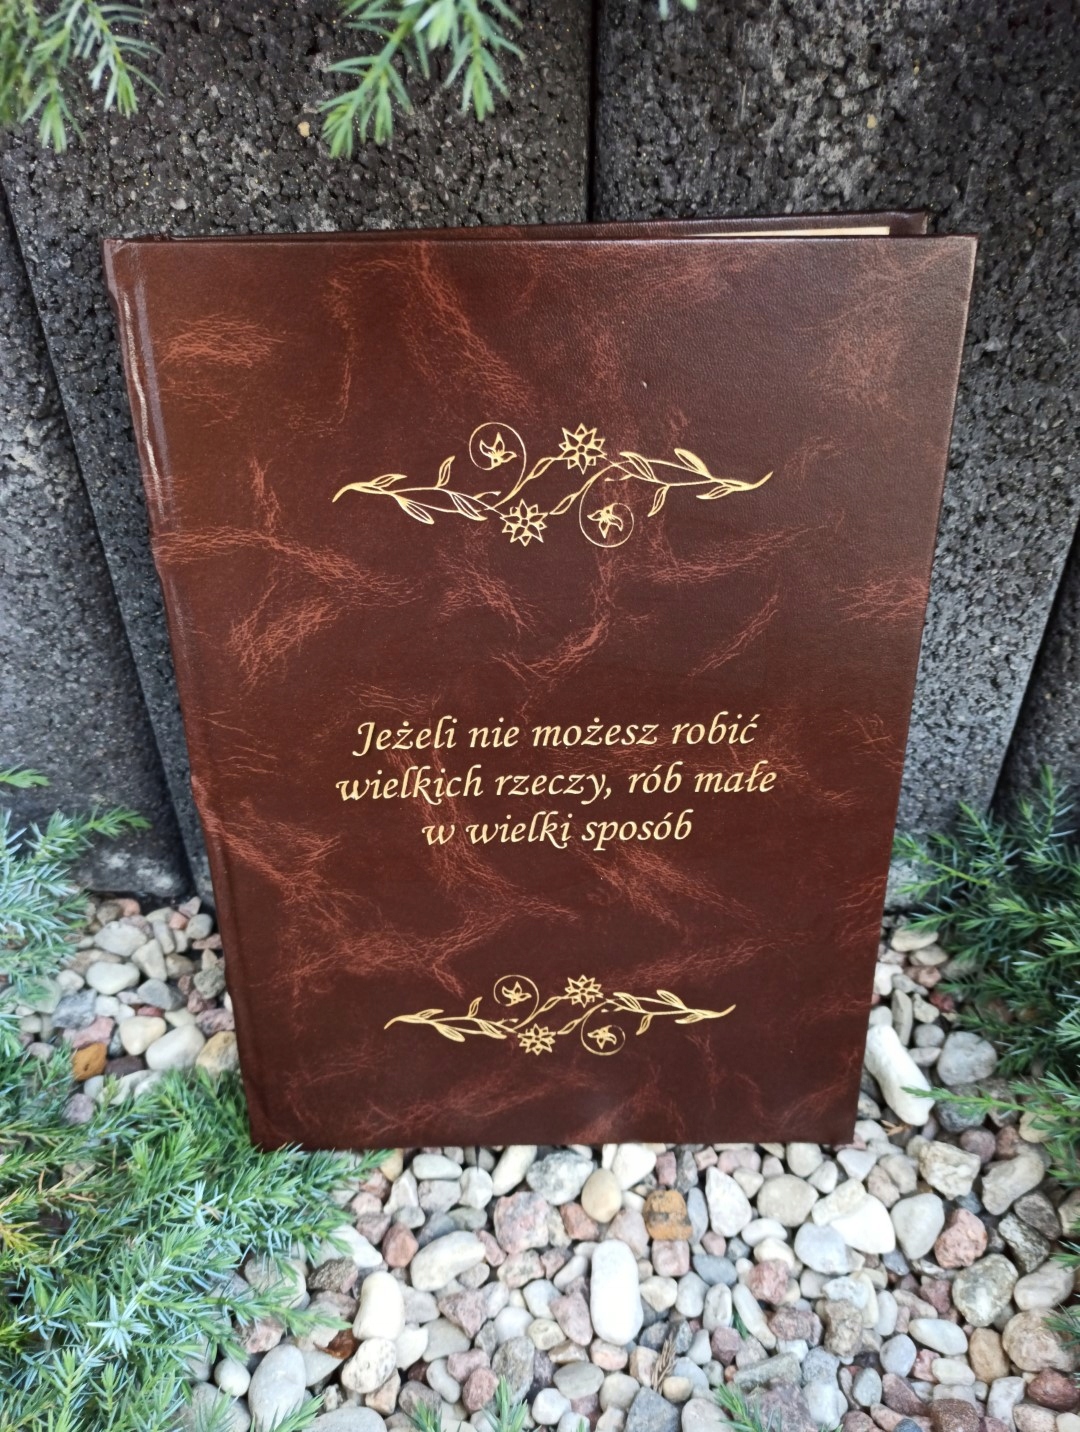 Jeżeli nie możesz robić
wielkich rzeczy, rób małe
w wielki sposób